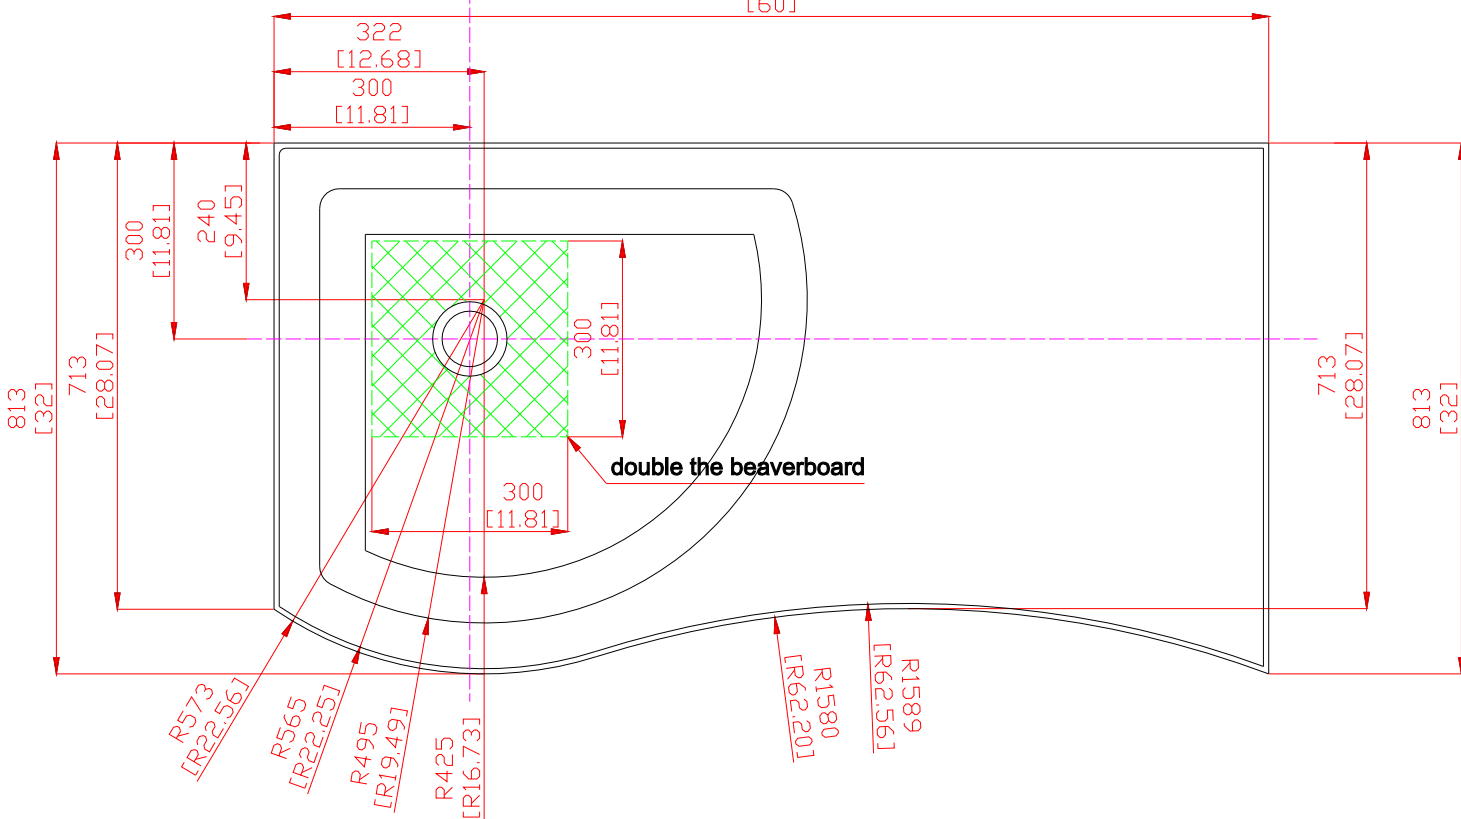 [60]
322
[12.68]
300
[11.81]
240
[9.45]
300
[11.81]
713
[28.07]
813
[32]
300
[11.81]
double the beaverboard
300
[11.81]
713
[28.07]
813
[32]
R573
[R22.56]
R565
[R22.25]
R495
[R19.49]
R425
[R16.73]
R1580
[R62.20]
R1589
[R62.56]